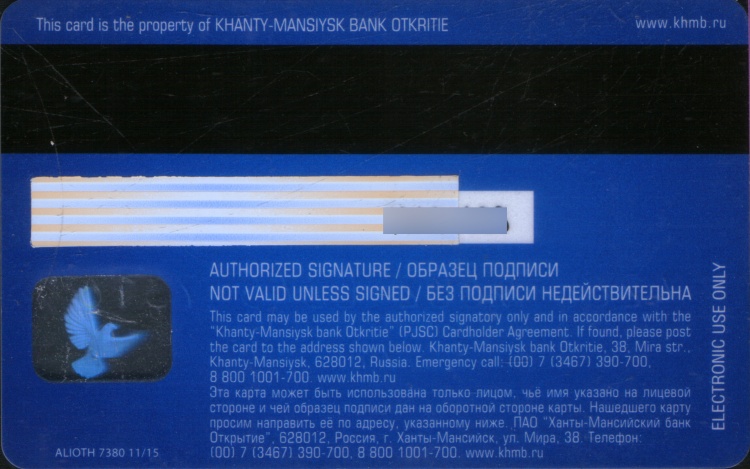 This card is the property of KHANTY-MANSIYSK BANK OTKRITIE
www.khmb.ru
AUTHORIZED SIGNATURE / ОБРАЗЕЦ ПОДПИСИ
NOT VALID UNLESS SIGNED / БЕЗ ПОДПИСИ НЕДЕЙСТВИТЕЛЬНА
This card may be used by the authorized signatory only and in accordance with the
"Khanty-Mansiysk bank Otkritie" (PJSC) Cardholder Agreement. If found, please post
the card to the address shown below. Khanty-Mansiysk bank Otkritie, 38, Mira str.,
Khanty-Mansiysk, 628012, Russia. Emergency call: (00) 7 (3467) 390-700,
8 800 1001-700. www.khmb.ru
Эта карта может быть использована только лицом, чьё имя указано на лицевой
стороне и чей образец подписи дан на оборотной стороне карты. Нашедшего карту
просим направить её по адресу, указанному ниже. ПАО "Ханты-Мансийский банк
Открытие", 628012, Россия, г. Ханты-Мансийск, ул. Мира, 38. Телефон:
(00) 7 (3467) 390-700, 8 800 1001-700. www.khmb.ru
ELECTRONIC USE ONLY
ALIOTH 7380 11/15